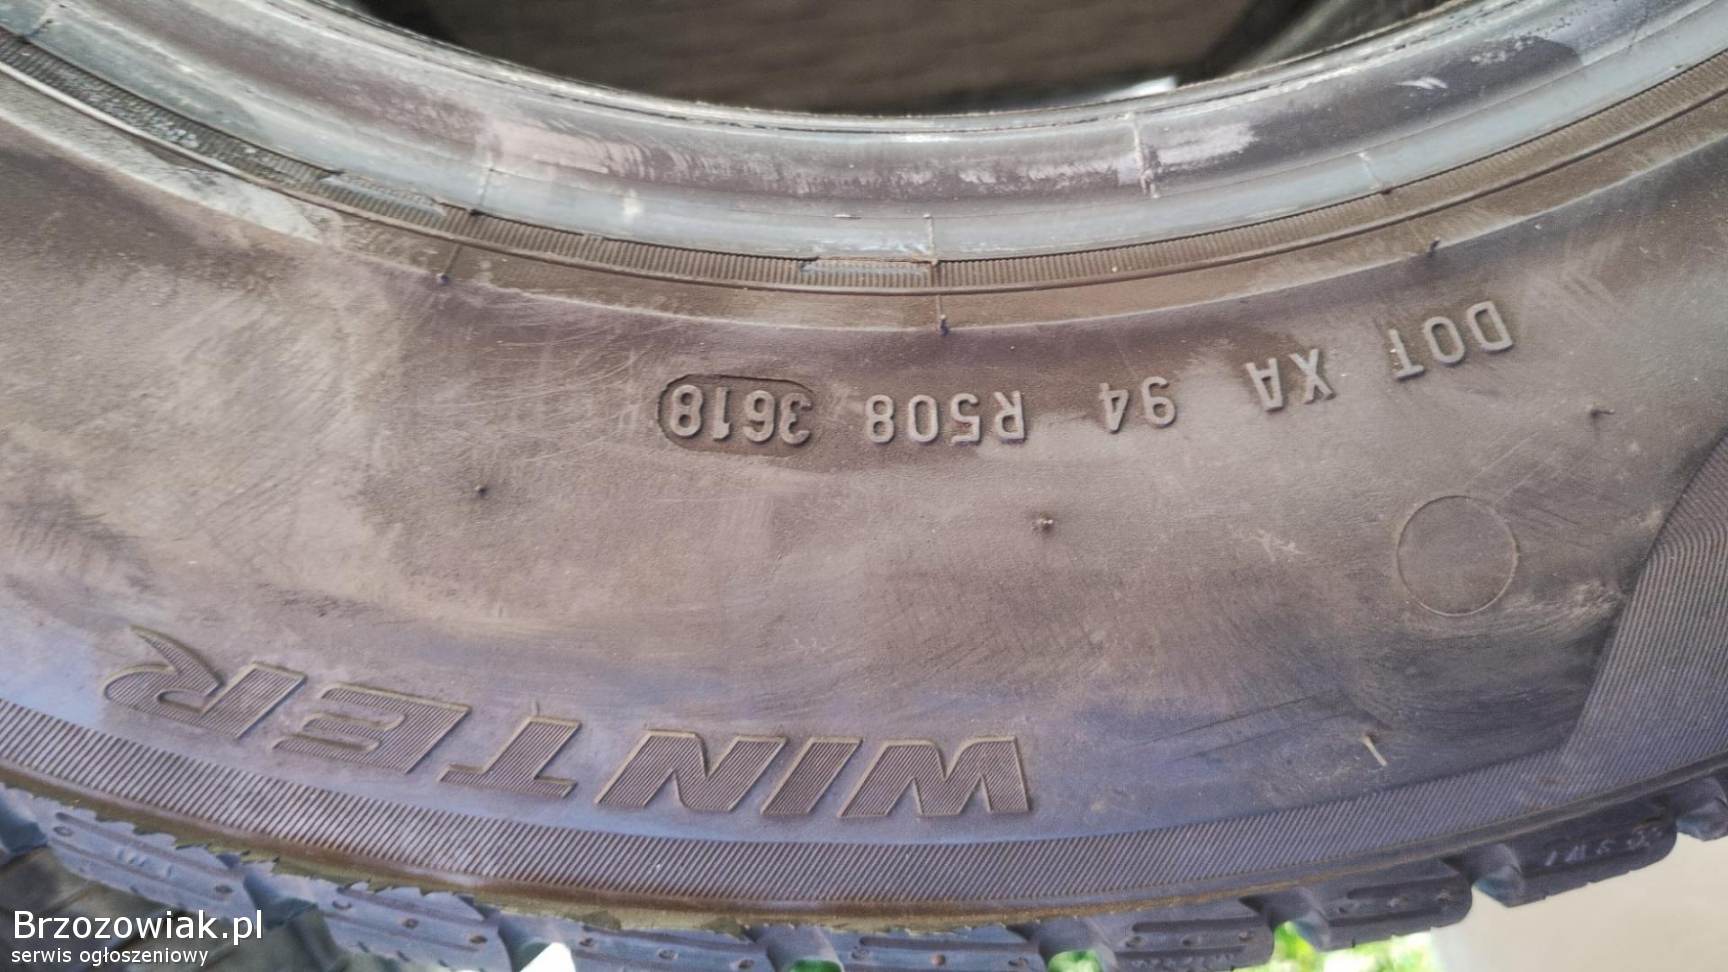 DOT XA 94 R508 3618
WINTER
Brzozowiak.pl
serwis ogłoszeniowy